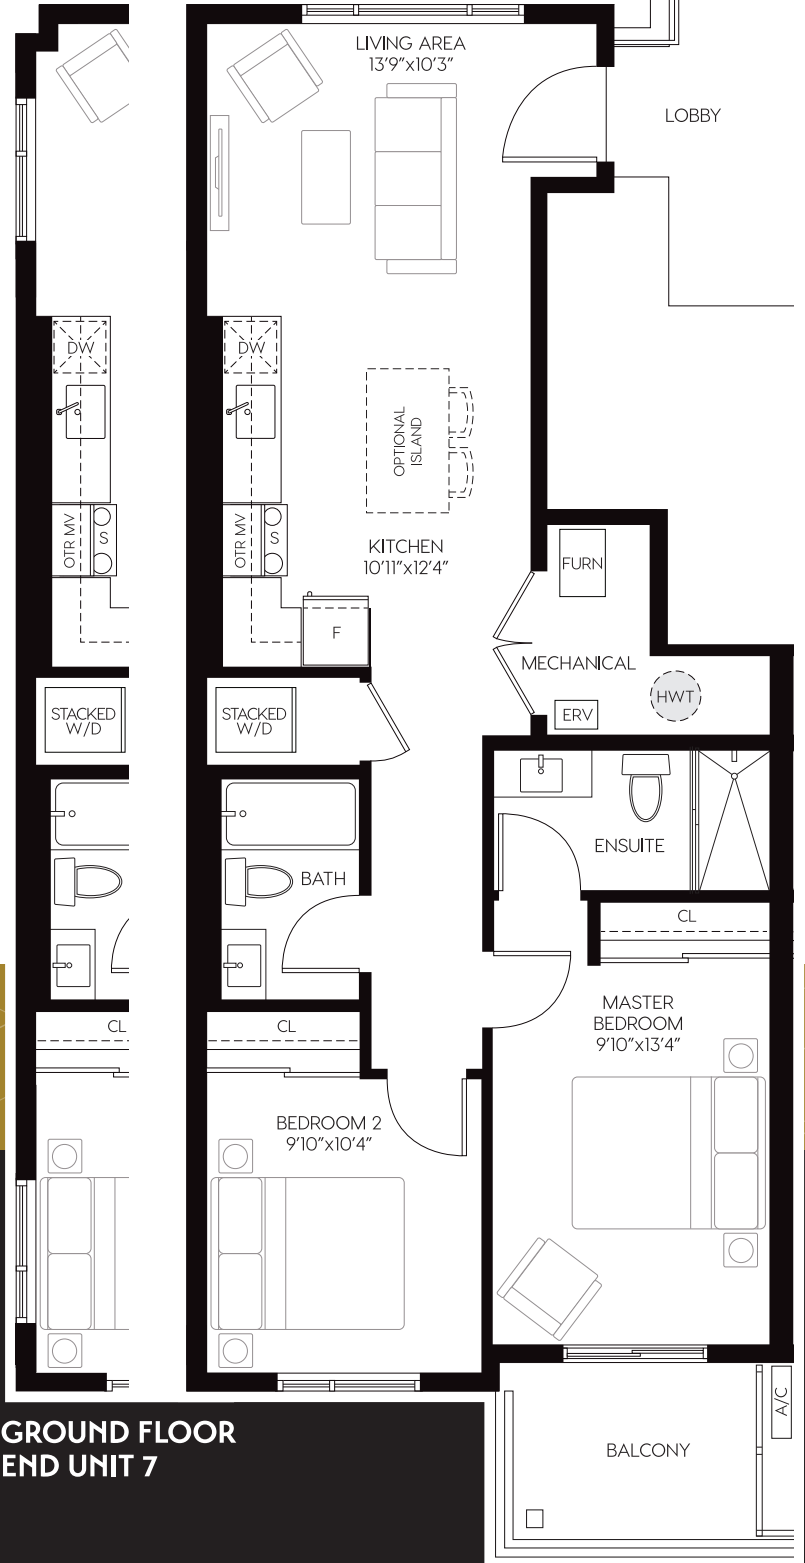 LIVING AREA
13'9"x10'3"
LOBBY
DW
DW
OPTIONAL
ISLAND
OTR MV
S
OTR MV
S
KITCHEN
10'11"x12'4"
FURN
F
MECHANICAL
HWT
ERV
STACKED
W/D
STACKED
W/D
ENSUITE
BATH
CL
MASTER
BEDROOM
9'10"x13'4"
CL
CL
BEDROOM 2
9'10"x10'4"
A/C
BALCONY
GROUND FLOOR
END UNIT 7